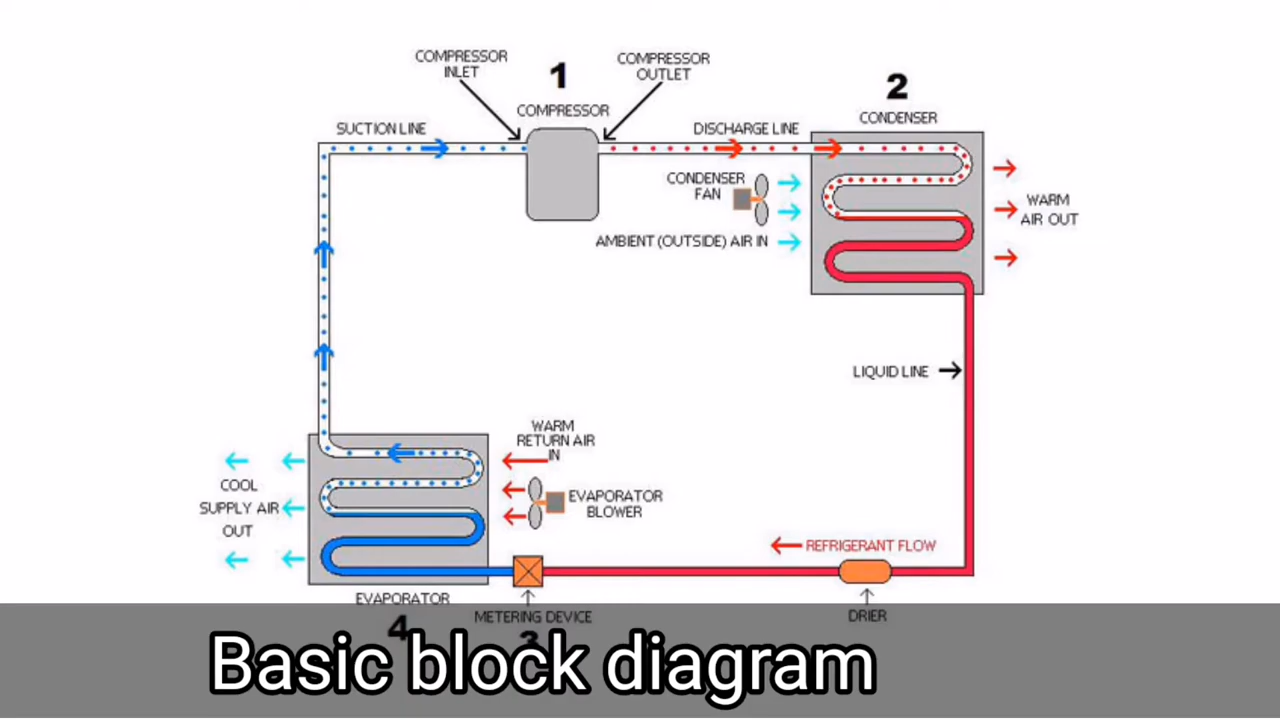 COMPRESSOR
INLET
1
COMPRESSOR
OUTLET
2
COMPRESSOR
CONDENSER
SUCTION LINE
DISCHARGE LINE
CONDENSER
FAN
WARM
AIR OUT
AMBIENT (OUTSIDE) AIR IN
LIQUID LINE
WARM
RETURN AIR
IN
COOL
SUPPLY AIR
OUT
EVAPORATOR
BLOWER
REFRIGERANT FLOW
EVAPORATOR
4
METERING DEVICE
3
DRIER
Basic block diagram